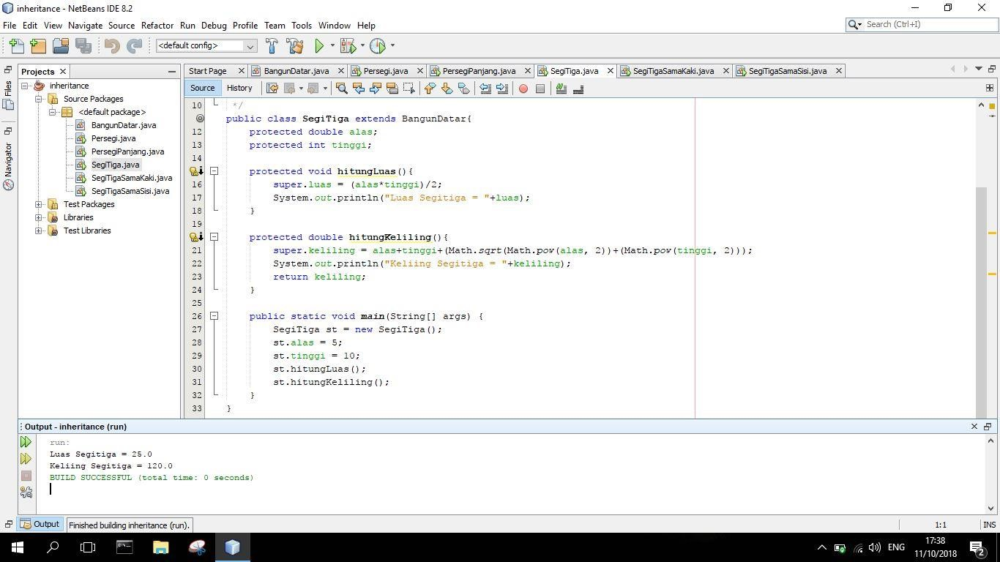 inheritance - NetBeans IDE 8.2
File Edit View Navigate Source Refactor Run Debug Profile Team Tools Window Help
Search (Ctrl+I)
<default config>
Files
Navigator
Projects
inheritance
Source Packages
<default package>
BangunDatar.java
Persegi.java
PersegiPanjang.java
SegiTiga.java
SegiTigaSamaKaki.java
SegiTigaSamaSisi.java
Test Packages
Libraries
Test Libraries
Start Page BangunDatar.java Persegi.java PersegiPanjang.java SegiTiga.java SegiTigaSamaKaki.java SegiTigaSamaSisi.java
Source History
10 */
public class SegiTiga extends BangunDatar{
12 protected double alas;
13 protected int tinggi;
14
protected void hitungLuas(){
16 super.luas = (alas*tinggi)/2;
17 System.out.println("Luas Segitiga = "+luas);
18 }
19
protected double hitungKeliling(){
21 super.keliling = alas+tinggi+(Math.sqrt(Math.pow(alas, 2))+(Math.pow(tinggi, 2)));
22 System.out.println("Keliing Segitiga = "+keliling);
23 return keliling;
24 }
25
26 public static void main(String[] args) {
27 SegiTiga st = new SegiTiga();
28 st.alas = 5;
29 st.tinggi = 10;
30 st.hitungLuas();
31 st.hitungKeliling();
32 }
33 }
Output - inheritance (run)
run:
Luas Segitiga = 25.0
Keliing Segitiga = 120.0
BUILD SUCCESSFUL (total time: 0 seconds)
Output
Finished building inheritance (run).
1:1 INS
ENG
17:38
11/10/2018
2